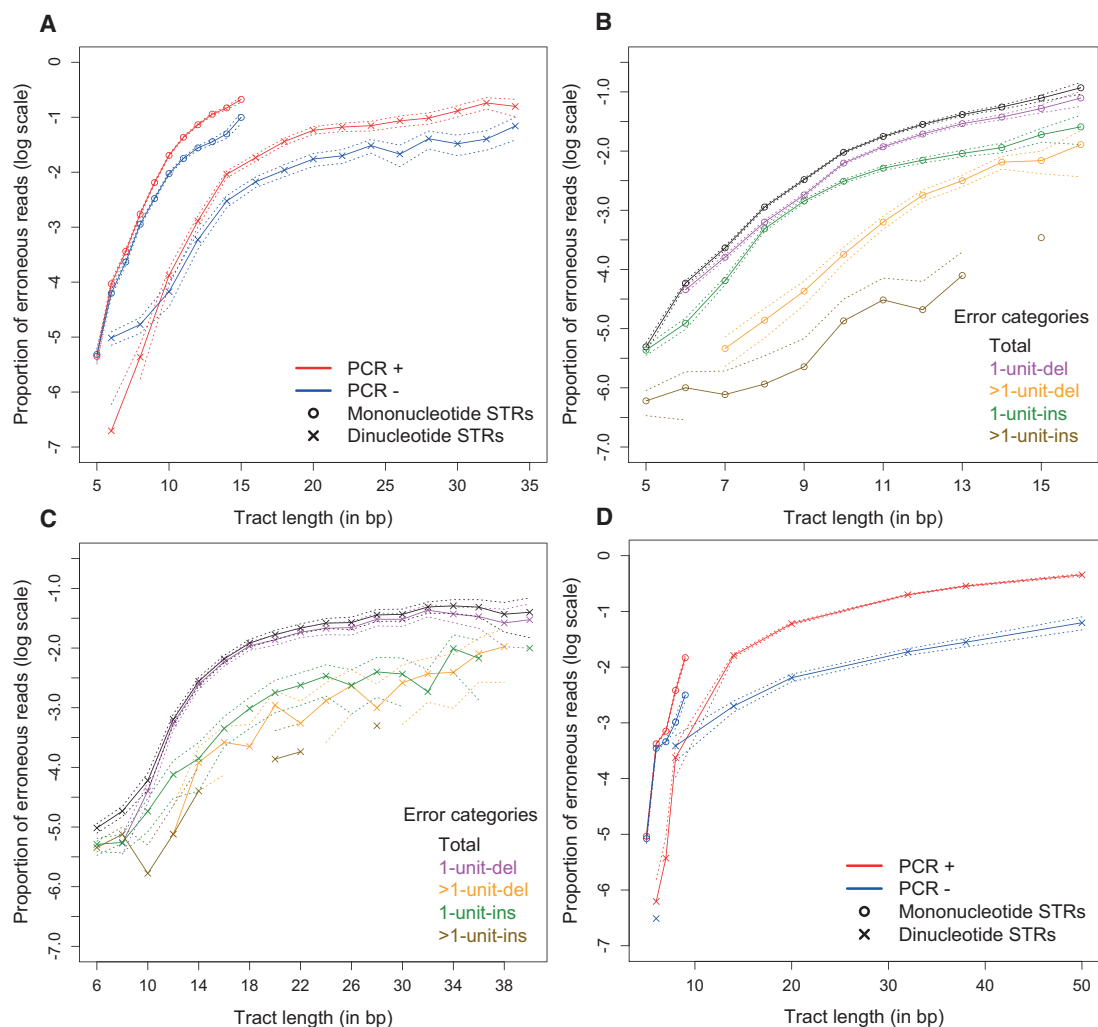 A
Proportion of erroneous reads (log scale)
0
-1
-2
-3
-4
-5
-6
-7
PCR +
PCR -
Mononucleotide STRs
Dinucleotide STRs
5 10 15 20 25 30 35
Tract length (in bp)
B
Proportion of erroneous reads (log scale)
-1.0
-2.0
-3.0
-4.0
-5.0
-6.0
-7.0
Error categories
Total
1-unit-del
>1-unit-del
1-unit-ins
>1-unit-ins
5 7 9 11 13 15
Tract length (in bp)
C
Proportion of erroneous reads (log scale)
-1.0
-2.0
-3.0
-4.0
-5.0
-6.0
-7.0
Error categories
Total
1-unit-del
>1-unit-del
1-unit-ins
>1-unit-ins
6 10 14 18 22 26 30 34 38
Tract length (in bp)
D
Proportion of erroneous reads (log scale)
0
-1
-2
-3
-4
-5
-6
-7
PCR +
PCR -
Mononucleotide STRs
Dinucleotide STRs
10 20 30 40 50
Tract length (in bp)